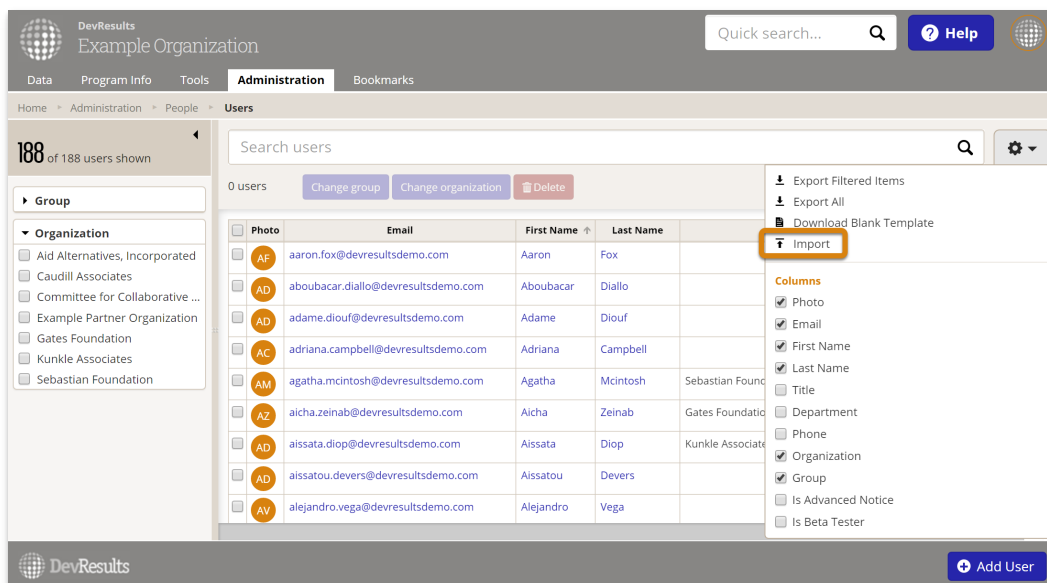 DevResults
Example Organization
Quick search...
? Help
Data Program Info Tools Administration Bookmarks
Home Administration People Users
188 of 188 users shown
Search users
0 users Change group Change organization Delete
Group
Organization
Aid Alternatives, Incorporated
Caudill Associates
Committee for Collaborative ...
Example Partner Organization
Gates Foundation
Kunkle Associates
Sebastian Foundation
Photo Email First Name Last Name
AF aaron.fox@devresultsdemo.com Aaron Fox
AD aboubacar.diallo@devresultsdemo.com Aboubacar Diallo
AD adame.diouf@devresultsdemo.com Adame Diouf
AC adriana.campbell@devresultsdemo.com Adriana Campbell
AM agatha.mcintosh@devresultsdemo.com Agatha Mcintosh Sebastian Found
AZ aicha.zeinab@devresultsdemo.com Aicha Zeinab Gates Foundatio
AD aissata.diop@devresultsdemo.com Aissata Diop Kunkle Associate
AD aissatou.devers@devresultsdemo.com Aissatou Devers
AV alejandro.vega@devresultsdemo.com Alejandro Vega
Export Filtered Items
Export All
Download Blank Template
Import
Columns
Photo
Email
First Name
Last Name
Title
Department
Phone
Organization
Group
Is Advanced Notice
Is Beta Tester
DevResults
Add User